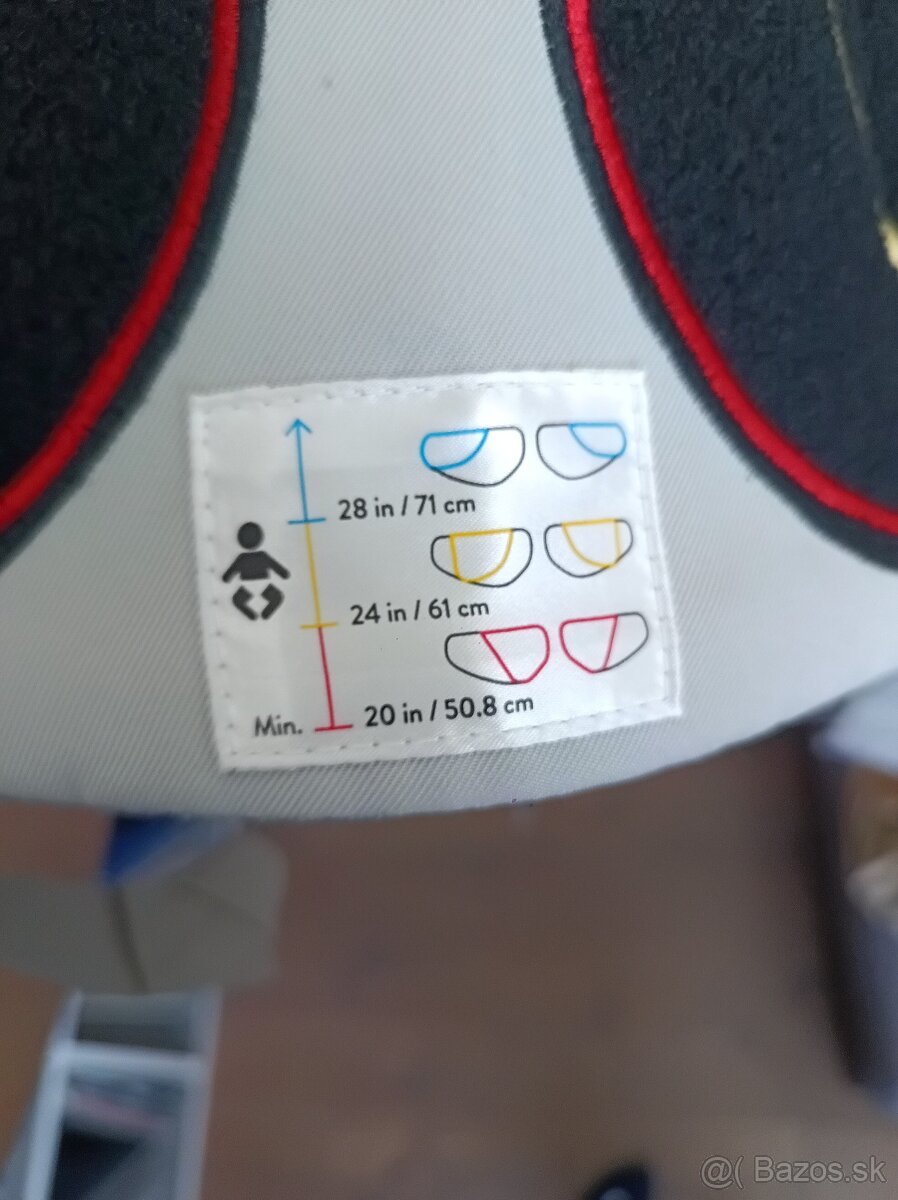 28 in / 71 cm
24 in / 61 cm
Min. 20 in / 50.8 cm
@( Bazos.sk